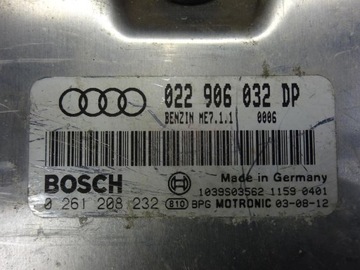 022 906 032 DP
BENZIN ME7.1.1 0006
BOSCH
Made in Germany
1039S03562 1159 0401
0 261 208 232 810 BPG MOTRONIC 03-08-12